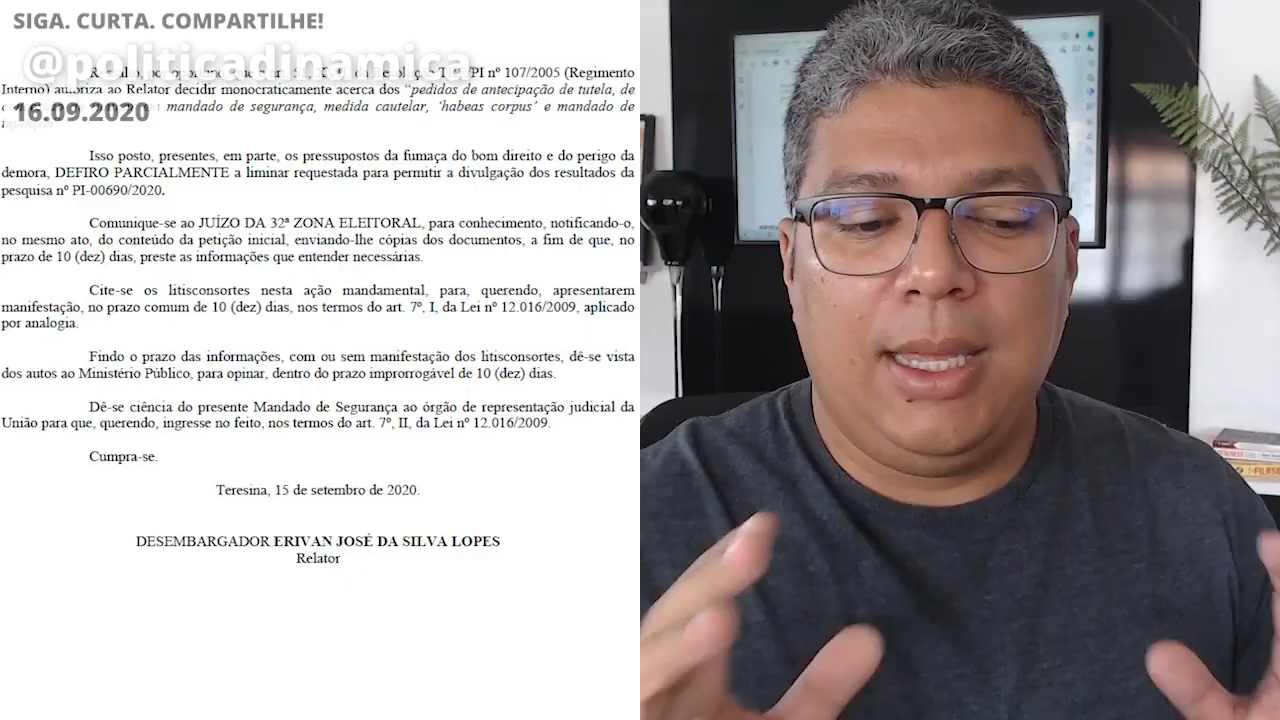 SIGA. CURTA. COMPARTILHE!
@politicadinamica
nº 107/2005 (Regimento
Interno) autoriza ao Relator decidir monocraticamente acerca dos “pedidos de antecipação de tutela, de
16.09.2020
mandado de segurança, medida cautelar, ‘habeas corpus’ e mandado de
Isso posto, presentes, em parte, os pressupostos da fumaça do bom direito e do perigo da
demora, DEFIRO PARCIALMENTE a liminar requestada para permitir a divulgação dos resultados da
pesquisa nº PI-00690/2020.
Comunique-se ao JUÍZO DA 32ª ZONA ELEITORAL, para conhecimento, notificando-o,
no mesmo ato, do conteúdo da petição inicial, enviando-lhe cópias dos documentos, a fim de que, no
prazo de 10 (dez) dias, preste as informações que entender necessárias.
Cite-se os litisconsortes nesta ação mandamental, para, querendo, apresentarem
manifestação, no prazo comum de 10 (dez) dias, nos termos do art. 7º, I, da Lei nº 12.016/2009, aplicado
por analogia.
Findo o prazo das informações, com ou sem manifestação dos litisconsortes, dê-se vista
dos autos ao Ministério Público, para opinar, dentro do prazo improrrogável de 10 (dez) dias.
Dê-se ciência do presente Mandado de Segurança ao órgão de representação judicial da
União para que, querendo, ingresse no feito, nos termos do art. 7º, II, da Lei nº 12.016/2009.
Cumpra-se.
Teresina, 15 de setembro de 2020.
DESEMBARGADOR ERIVAN JOSÉ DA SILVA LOPES
Relator